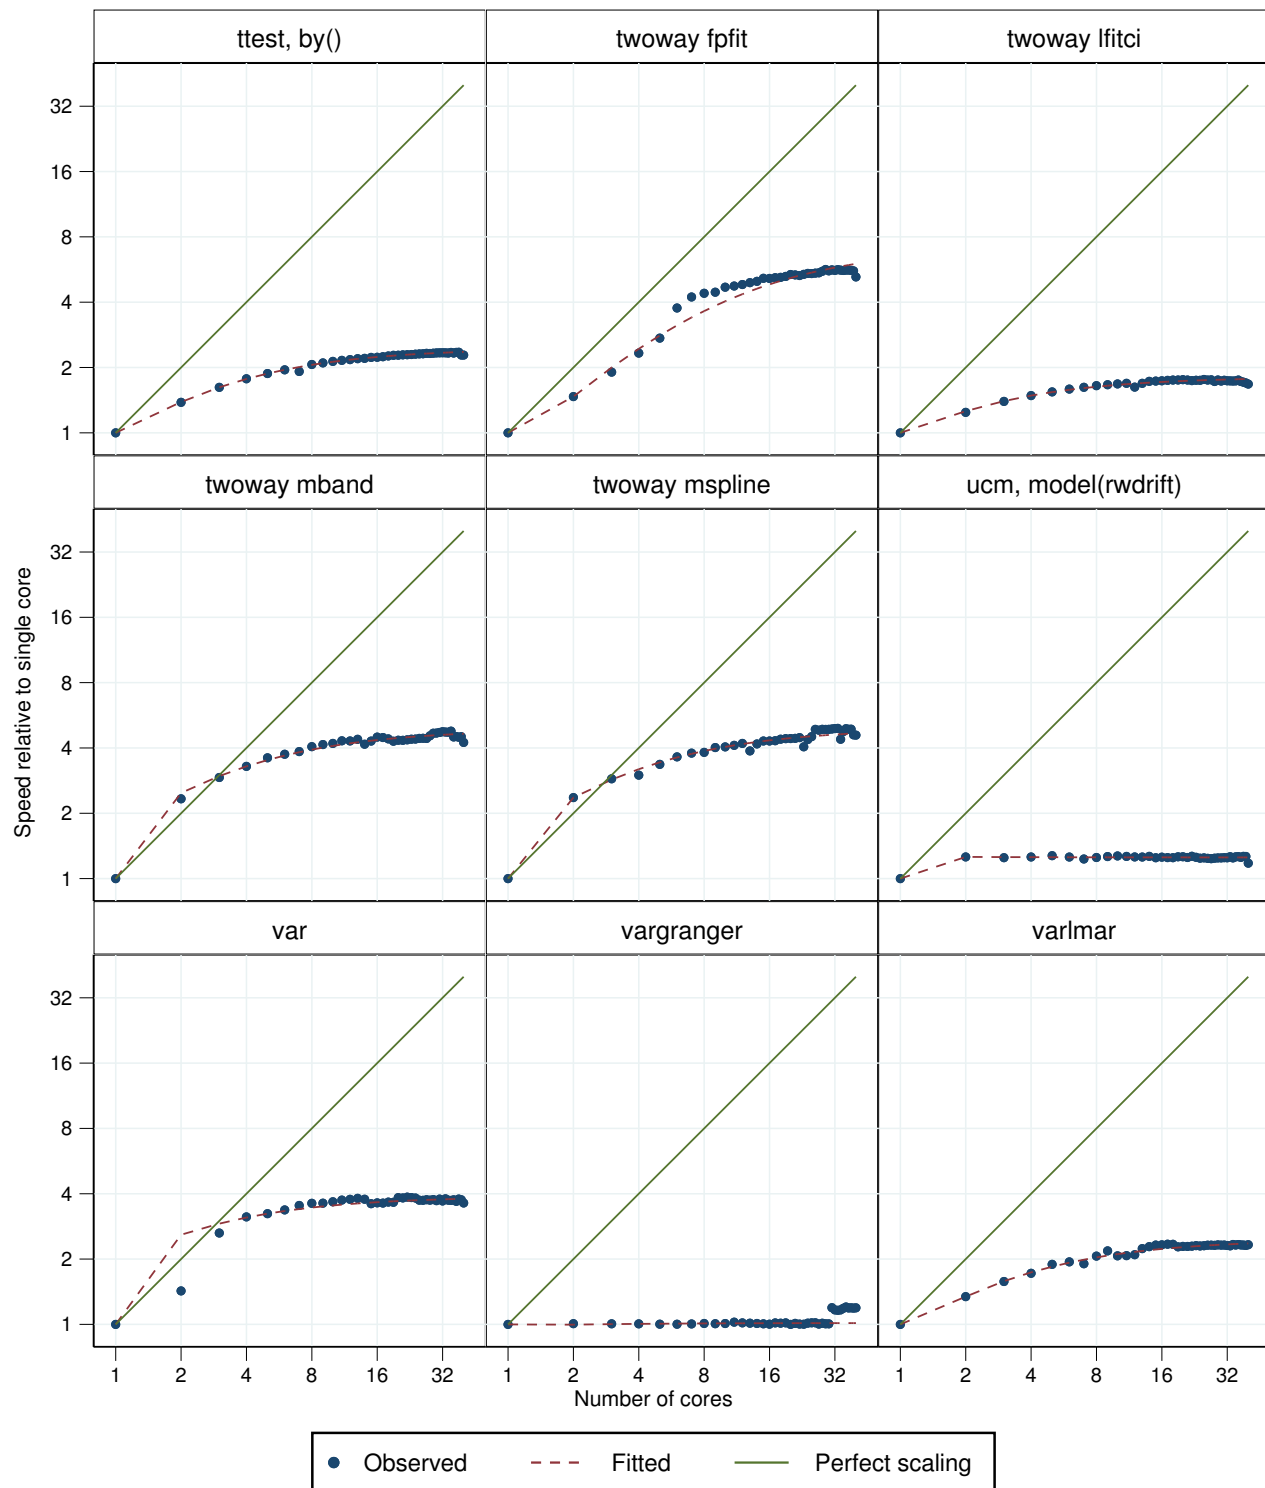 ttest, by()
twoway fpfit
twoway lfitci
32
16
8
4
2
1
twoway mband
twoway mspline
ucm, model(rwdrift)
32
16
8
4
2
1
Speed relative to single core
var
vargranger
varlmar
32
16
8
4
2
1
1 2 4 8 16 32
1 2 4 8 16 32
1 2 4 8 16 32
Number of cores
Observed
Fitted
Perfect scaling